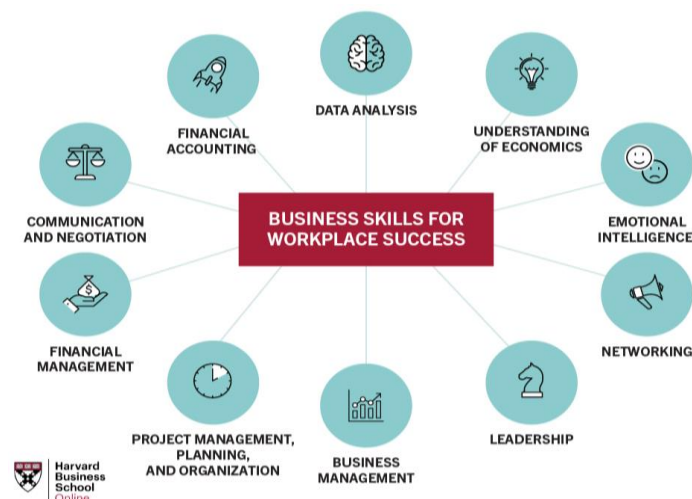 DATA ANALYSIS
FINANCIAL
ACCOUNTING
UNDERSTANDING
OF ECONOMICS
COMMUNICATION
AND NEGOTIATION
BUSINESS SKILLS FOR
WORKPLACE SUCCESS
EMOTIONAL
INTELLIGENCE
$
FINANCIAL
MANAGEMENT
NETWORKING
PROJECT MANAGEMENT,
PLANNING,
AND ORGANIZATION
BUSINESS
MANAGEMENT
LEADERSHIP
Harvard
Business
School
Online